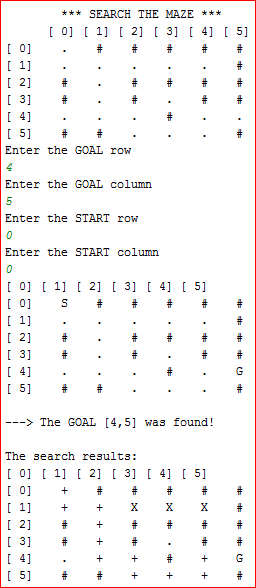 *** SEARCH THE MAZE ***
[ 0] [ 1] [ 2] [ 3] [ 4] [ 5]
[ 0] . # # # # #
[ 1] . . . . . #
[ 2] # . # # # #
[ 3] # . # . # #
[ 4] . . . # . .
[ 5] # # . . . #
Enter the GOAL row
4
Enter the GOAL column
5
Enter the START row
0
Enter the START column
0
[ 0] [ 1] [ 2] [ 3] [ 4] [ 5]
[ 0] S # # # # #
[ 1] . . . . . #
[ 2] # . # # # #
[ 3] # . # . # #
[ 4] . . . # . G
[ 5] # # . . . #
---> The GOAL [4,5] was found!
The search results:
[ 0] [ 1] [ 2] [ 3] [ 4] [ 5]
[ 0] + # # # # #
[ 1] + + X X X #
[ 2] # + # # # #
[ 3] # + # . # #
[ 4] . + + # + G
[ 5] # # + + + #